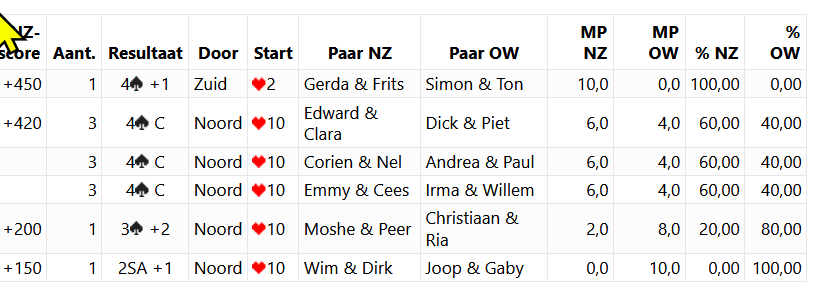 NZ- MP MP %
score Aant. Resultaat Door Start Paar NZ Paar OW NZ OW % NZ OW
+450 1 4♠ +1 Zuid ♥2 Gerda & Frits Simon & Ton 10,0 0,0 100,00 0,00
+420 3 4♠ C Noord ♥10 Edward & Clara Dick & Piet 6,0 4,0 60,00 40,00
3 4♠ C Noord ♥10 Corien & Nel Andrea & Paul 6,0 4,0 60,00 40,00
3 4♠ C Noord ♥10 Emmy & Cees Irma & Willem 6,0 4,0 60,00 40,00
+200 1 3♠ +2 Noord ♥10 Moshe & Peer Christiaan & Ria 2,0 8,0 20,00 80,00
+150 1 2SA +1 Noord ♥10 Wim & Dirk Joop & Gaby 0,0 10,0 0,00 100,00